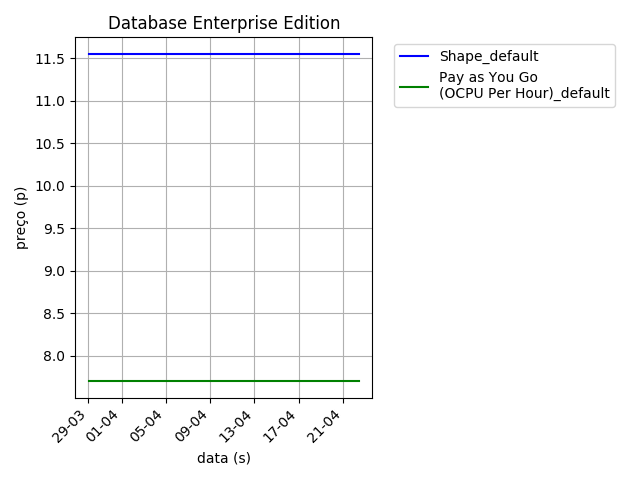 Database Enterprise Edition
Shape_default
Pay as You Go
(OCPU Per Hour)_default
preço (p)
11.5
11.0
10.5
10.0
9.5
9.0
8.5
8.0
29-03
01-04
05-04
09-04
13-04
17-04
21-04
data (s)